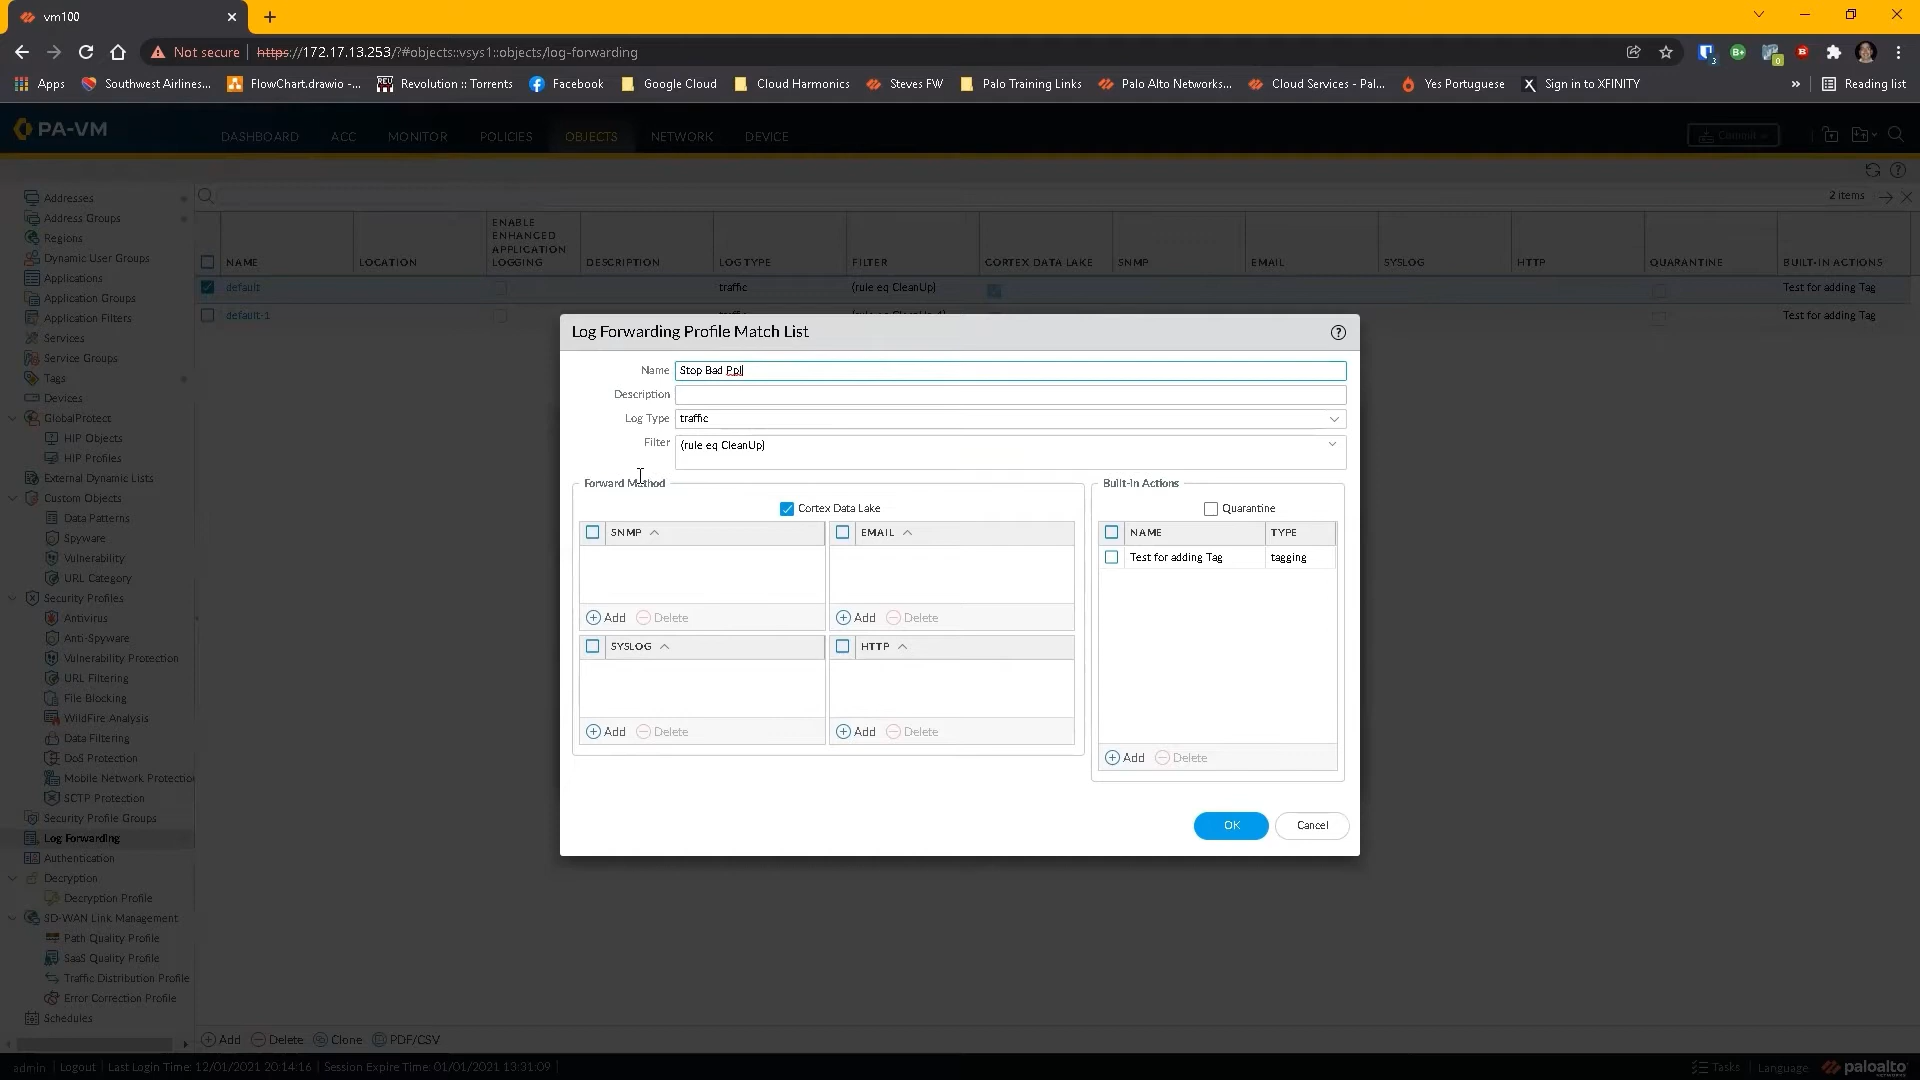 vm100
Not secure https://172.17.13.253/?#objects::vsys1::objects/log-forwarding
Apps Southwest Airlines... FlowChart.drawio -... Revolution :: Torrents Facebook Google Cloud Cloud Harmonics Steves FW Palo Training Links Palo Alto Networks... Cloud Services - Pal... Yes Portuguese Sign in to XFINITY » Reading list
PA-VM DASHBOARD ACC MONITOR POLICIES OBJECTS NETWORK DEVICE Commit
2 items
NAME LOCATION ENABLE ENHANCED APPLICATION LOGGING DESCRIPTION LOG TYPE FILTER CORTEX DATA LAKE SNMP EMAIL SYSLOG HTTP QUARANTINE BUILT-IN ACTIONS
default traffic (rule eq CleanUp) Test for adding Tag
default-1 Test for adding Tag
Addresses
Address Groups
Regions
Dynamic User Groups
Applications
Application Groups
Application Filters
Services
Service Groups
Tags
Devices
GlobalProtect
HIP Objects
HIP Profiles
External Dynamic Lists
Custom Objects
Data Patterns
Spyware
Vulnerability
URL Category
Security Profiles
Antivirus
Anti-Spyware
Vulnerability Protection
URL Filtering
File Blocking
WildFire Analysis
Data Filtering
DoS Protection
Mobile Network Protectio
SCTP Protection
Security Profile Groups
Log Forwarding
Authentication
Decryption
Decryption Profile
SD-WAN Link Management
Path Quality Profile
SaaS Quality Profile
Traffic Distribution Profile
Error Correction Profile
Schedules
Log Forwarding Profile Match List
Name Stop Bad Ppl
Description
Log Type traffic
Filter (rule eq CleanUp)
Forward Method
Cortex Data Lake
SNMP EMAIL
Add Delete Add Delete
SYSLOG HTTP
Add Delete Add Delete
Built-in Actions
Quarantine
NAME TYPE
Test for adding Tag tagging
Add Delete
OK Cancel
Add Delete Clone PDF/CSV
admin | Logout | Last Login Time: 12/01/2021 20:14:16 | Session Expire Time: 01/01/2021 13:31:09 Tasks | Language paloalto